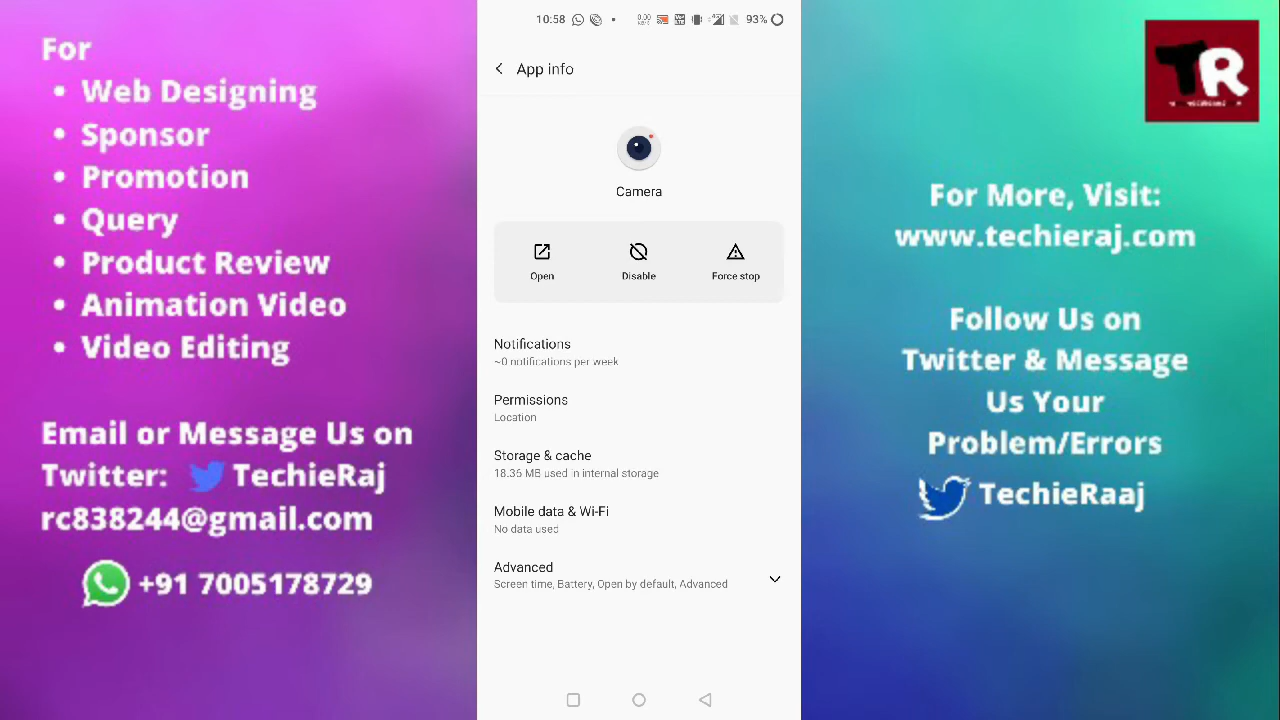 For
• Web Designing
• Sponsor
• Promotion
• Query
• Product Review
• Animation Video
• Video Editing
Email or Message Us on
Twitter: TechieRaj
rc838244@gmail.com
+91 7005178729
10:58
93%
App info
Camera
Open
Disable
Force stop
Notifications
~0 notifications per week
Permissions
Location
Storage & cache
18.36 MB used in internal storage
Mobile data & Wi-Fi
No data used
Advanced
Screen time, Battery, Open by default, Advanced
TR
For More, Visit:
www.techieraj.com
Follow Us on
Twitter & Message
Us Your
Problem/Errors
TechieRaaj